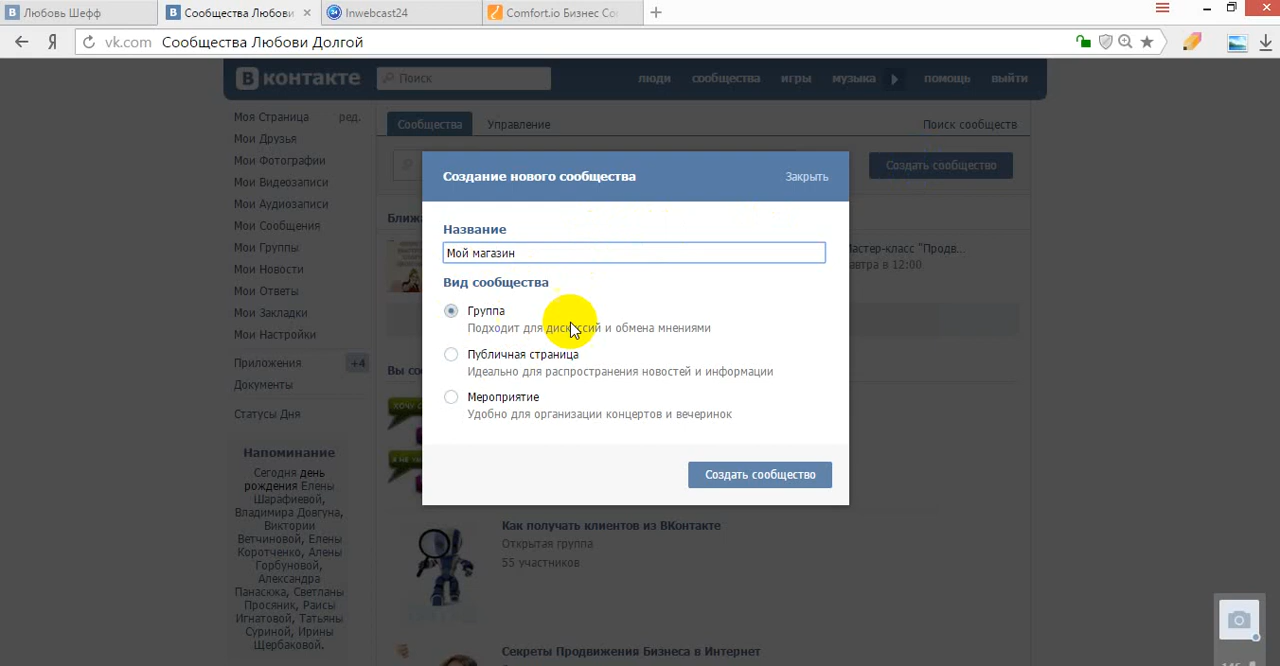 Любовь Шефф
Сообщества Любови
Inwebcast24
Comfort.io Бизнес Со
vk.com Сообщества Любови Долгой
В контакте
Поиск
люди сообщества игры музыка помощь выйти
Моя Страница ред.
Мои Друзья
Мои Фотографии
Мои Видеозаписи
Мои Аудиозаписи
Мои Сообщения
Мои Группы
Мои Новости
Мои Ответы
Мои Закладки
Мои Настройки
Приложения +4
Документы
Статусы Дня
Напоминание
Сегодня день
рождения Елены
Шарафиевой,
Владимира Довгуна,
Виктории
Ветчиновой, Елены
Коротченко, Алены
Горбуновой,
Александра
Панасюка, Светланы
Просяник, Раисы
Игнатовой, Татьяны
Суриной, Ирины
Щербаковой.
Сообщества Управление Поиск сообществ
Создать сообщество
Создание нового сообщества Закрыть
Название
Мой магазин
Вид сообщества
Группа
Подходит для дискуссий и обмена мнениями
Публичная страница
Идеально для распространения новостей и информации
Мероприятие
Удобно для организации концертов и вечеринок
Создать сообщество
Ближа
Мастер-класс "Продв...
завтра в 12:00
Вы со
Как получать клиентов из ВКонтакте
Открытая группа
55 участников
Секреты Продвижения Бизнеса в Интернет